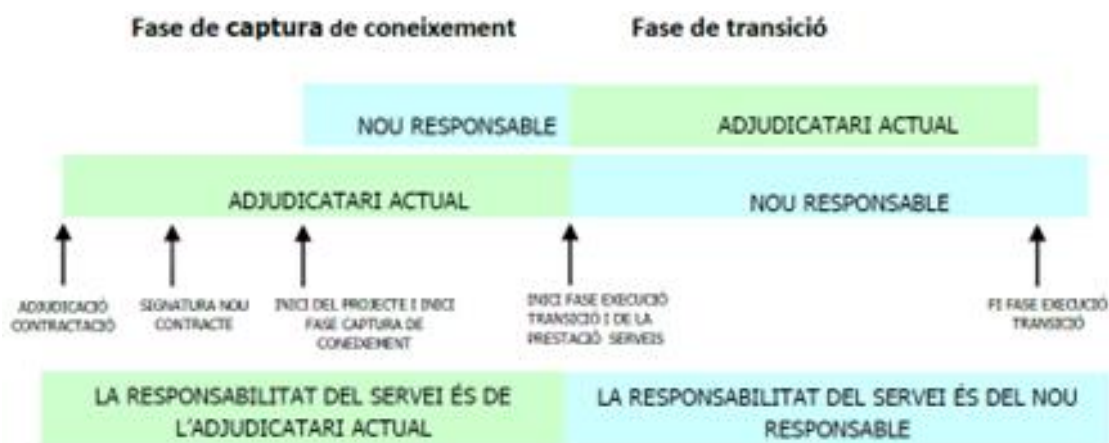 Fase de captura de coneixement
Fase de transició
NOU RESPONSABLE
ADJUDICATARI ACTUAL
ADJUDICATARI ACTUAL
NOU RESPONSABLE
ADJUDICACIÓ
CONTRACTACIÓ
SIGNATURA NOU
CONTRACTE
INICI DEL PROJECTE I INICI
FASE CAPTURA DE
CONEIXEMENT
INICI FASE EXECUCIÓ
TRANSICIÓ I DE LA
PRESTACIÓ SERVEIS
FI FASE EXECUCIÓ
TRANSICIÓ
LA RESPONSABILITAT DEL SERVEI ÉS DE
L'ADJUDICATARI ACTUAL
LA RESPONSABILITAT DEL SERVEI ÉS DEL NOU
RESPONSABLE